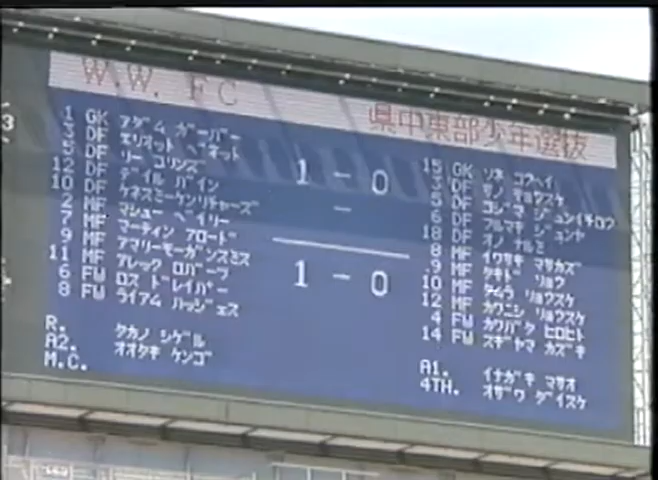 W.W. FC
県中東部少年選抜
1 GK アダム ガーバー
3 DF エリオット ベネット
5 DF リー コリンズ
12 DF デイル バイン
10 DF ケネスミーケンリチャーズ
2 MF マシュー ベイリー
7 MF マーティン フロード
9 MF アマリーモーガンスミス
11 MF アレック ロバーツ
6 FW ロス ドレイパー
8 FW ライアム ハッジェス
R. タカノ シゲル
A2. オオタキ ケンゴ
M.C.
1 - 0
-
1 - 0
15 GK ソネ コウヘイ
3 DF モノ キョウスケ
5 DF コジーマ ジュンイチロウ
6 DF フルマキ ジュンヤ
18 DF オノ ナルミ
8 MF イワサキ マサカズ
9 MF タキド リョウ
10 MF テムラ リョウスケ
12 MF カワニシ リョウスケ
4 FW カワバタ ヒロヒト
14 FW スギヤマ カズキ
A1. イナガキ マサオ
4TH. オザワ ダイスケ